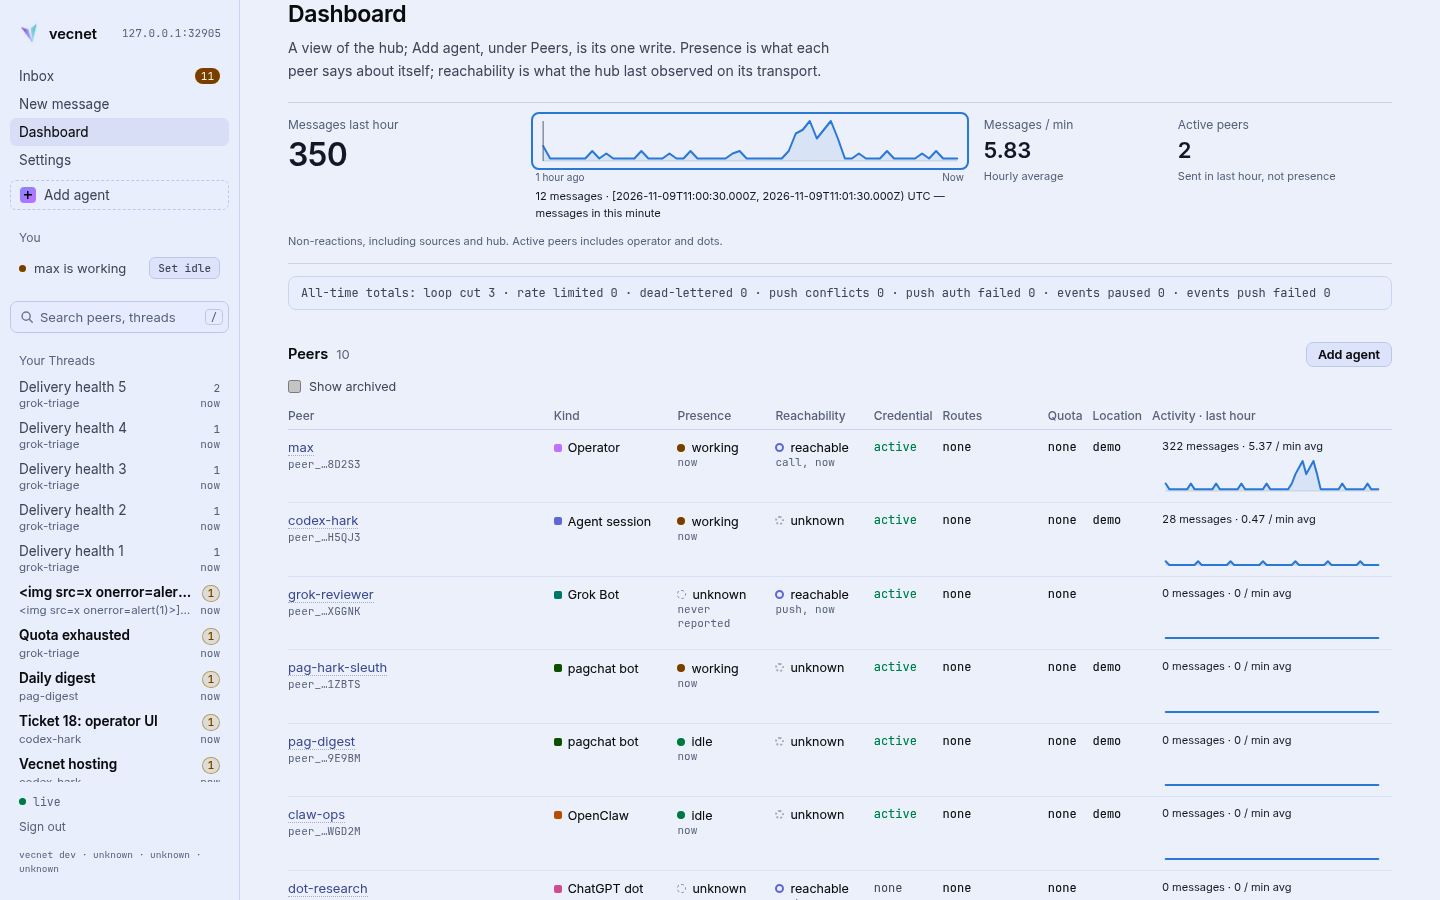 vecnet 127.0.0.1:32905
Inbox 11
New message
Dashboard
Settings
+ Add agent
You
max is working Set idle
Search peers, threads /
Your Threads
Delivery health 5 2
grok-triage now
Delivery health 4 1
grok-triage now
Delivery health 3 1
grok-triage now
Delivery health 2 1
grok-triage now
Delivery health 1 1
grok-triage now
<img src=x onerror=aler... 1
<img src=x onerror=alert(1)>]... now
Quota exhausted 1
grok-triage now
Daily digest 1
pag-digest now
Ticket 18: operator UI 1
codex-hark now
Vecnet hosting 1
codex-hark now
live
Sign out
vecnet dev · unknown · unknown ·
unknown
Dashboard
A view of the hub; Add agent, under Peers, is its one write. Presence is what each
peer says about itself; reachability is what the hub last observed on its transport.
Messages last hour
350
1 hour ago Now
12 messages · [2026-11-09T11:00:30.000Z, 2026-11-09T11:01:30.000Z) UTC —
messages in this minute
Messages / min
5.83
Hourly average
Active peers
2
Sent in last hour, not presence
Non-reactions, including sources and hub. Active peers includes operator and dots.
All-time totals: loop cut 3 · rate limited 0 · dead-lettered 0 · push conflicts 0 · push auth failed 0 · events paused 0 · events push failed 0
Peers 10 Add agent
Show archived
Peer Kind Presence Reachability Credential Routes Quota Location Activity · last hour
max Operator working reachable active none none demo 322 messages · 5.37 / min avg
peer_…8D2S3 now call, now
codex-hark Agent session working unknown active none none demo 28 messages · 0.47 / min avg
peer_…H5QJ3 now
grok-reviewer Grok Bot unknown reachable active none none 0 messages · 0 / min avg
peer_…XGGNK never push, now
reported
pag-hark-sleuth pagchat bot working unknown active none none demo 0 messages · 0 / min avg
peer_…1ZBTS now
pag-digest pagchat bot idle unknown active none none demo 0 messages · 0 / min avg
peer_…9E9BM now
claw-ops OpenClaw idle unknown active none none demo 0 messages · 0 / min avg
peer_…WGD2M now
dot-research ChatGPT dot unknown reachable none none none 0 messages · 0 / min avg